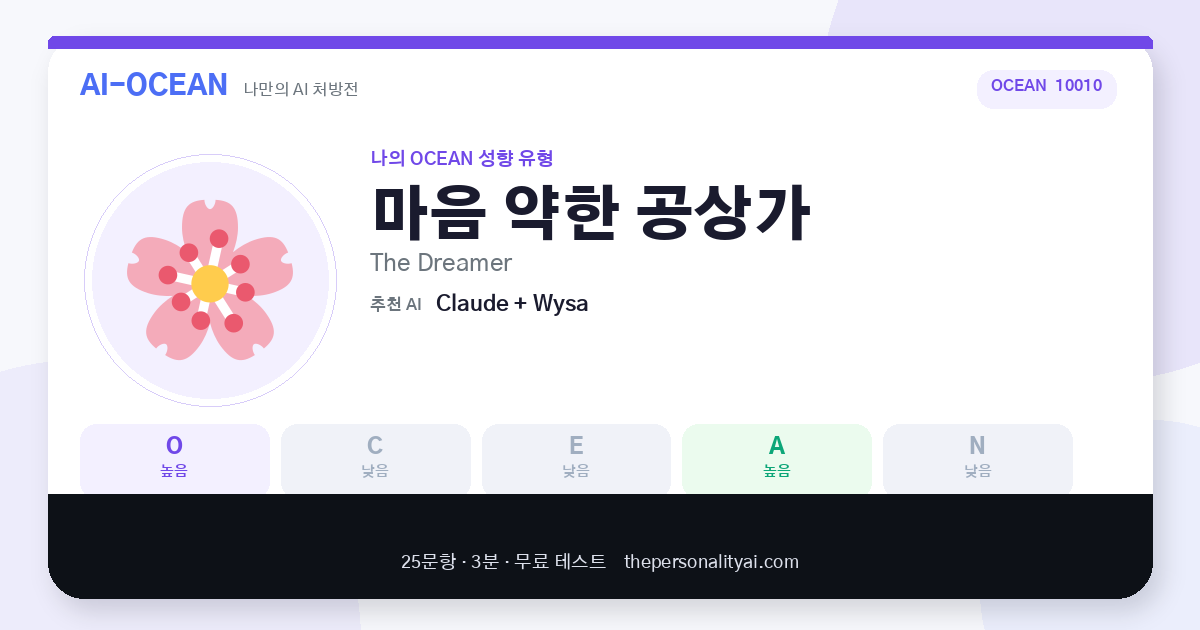 AI-OCEAN 나만의 AI 처방전
OCEAN 10010
나의 OCEAN 성향 유형
마음 약한 공상가
The Dreamer
추천 AI Claude + Wysa
O C E A N
높음 낮음 낮음 높음 낮음
25문항 · 3분 · 무료 테스트 thepersonalityai.com